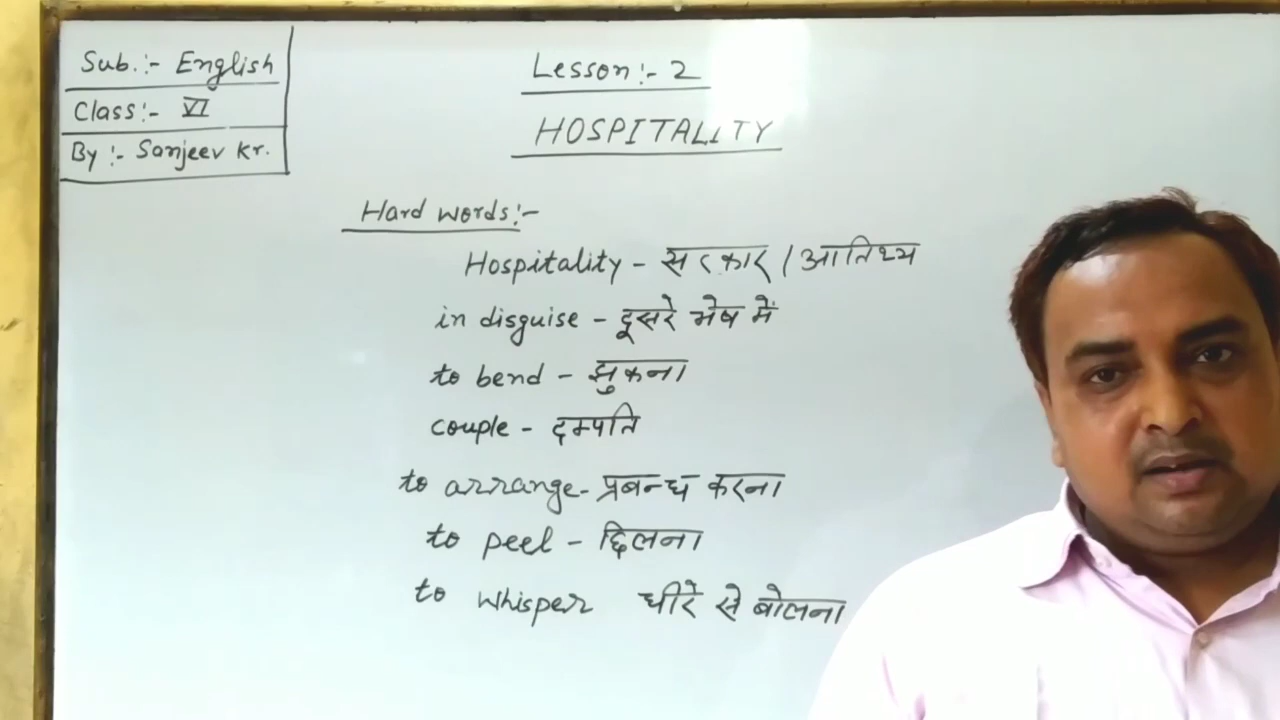 Sub.:- English
Class:- VI
By:- Sanjeev Kr.
Lesson:- 2
HOSPITALITY
Hard words:-
Hospitality - सत्कार / आतिथ्य
in disguise - दूसरे भेष में
to bend - झुकना
couple - दम्पति
to arrange - प्रबन्ध करना
to peel - छिलना
to whisper धीरे से बोलना